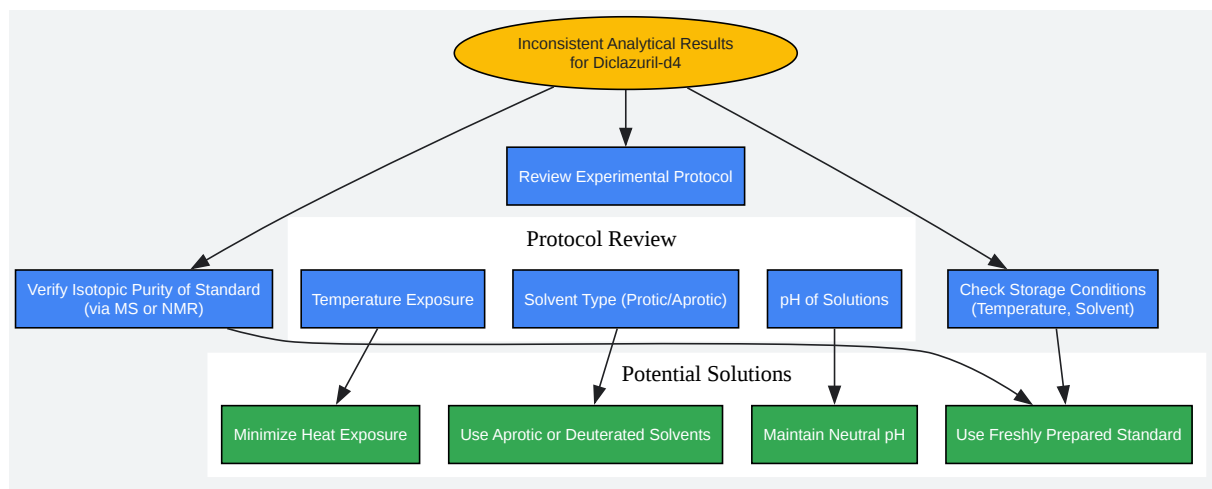 Inconsistent Analytical Results
for Diclazuril-d4
Review Experimental Protocol
Protocol Review
Verify Isotopic Purity of Standard
(via MS or NMR)
Temperature Exposure
Solvent Type (Protic/Aprotic)
pH of Solutions
Check Storage Conditions
(Temperature, Solvent)
Potential Solutions
Minimize Heat Exposure
Use Aprotic or Deuterated Solvents
Maintain Neutral pH
Use Freshly Prepared Standard